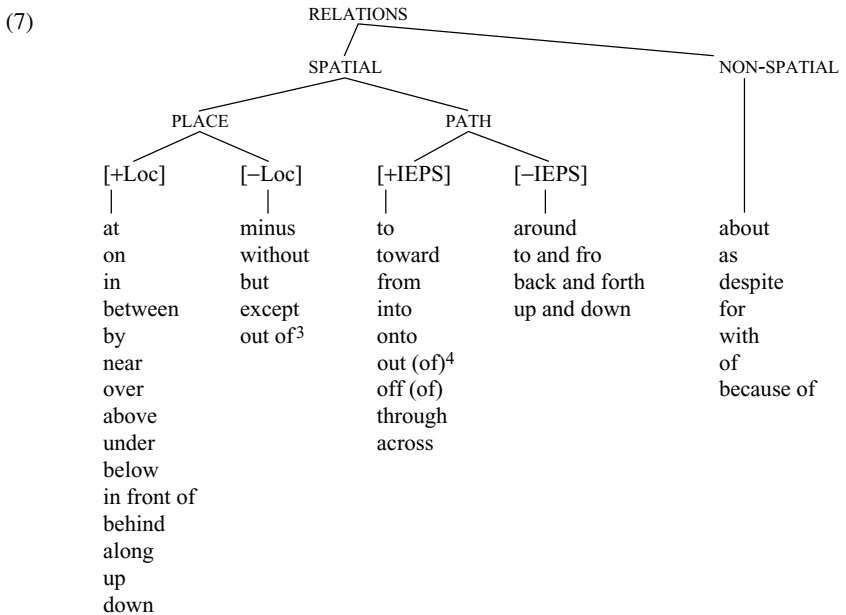 (7) RELATIONS
SPATIAL NON-SPATIAL
PLACE PATH
[+Loc] [−Loc] [+IEPS] [−IEPS]
at minus to around about
on without toward to and fro as
in but from back and forth despite
between except into up and down for
by out of3 onto with
near out (of)4 of
over off (of) because of
above through
under across
below
in front of
behind
along
up
down